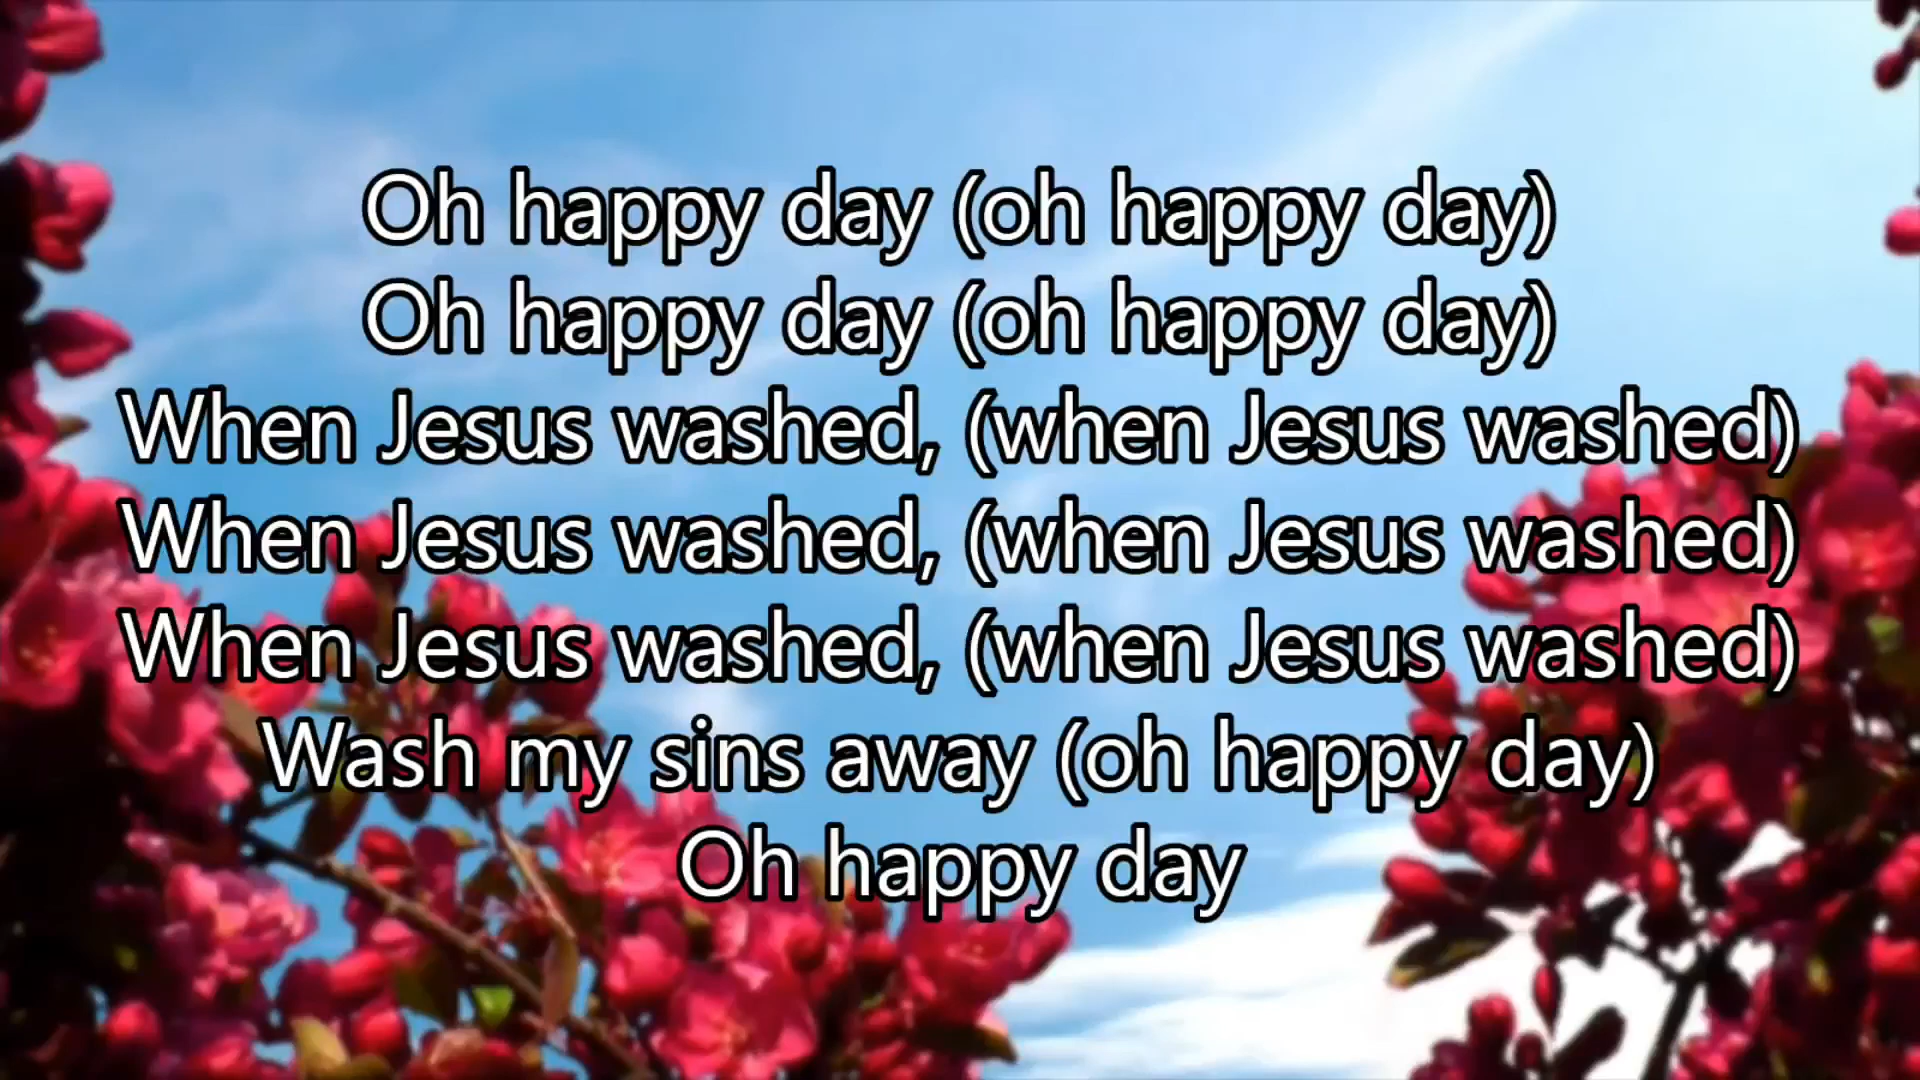 Oh happy day (oh happy day)
Oh happy day (oh happy day)
When Jesus washed, (when Jesus washed)
When Jesus washed, (when Jesus washed)
When Jesus washed, (when Jesus washed)
Wash my sins away (oh happy day)
Oh happy day